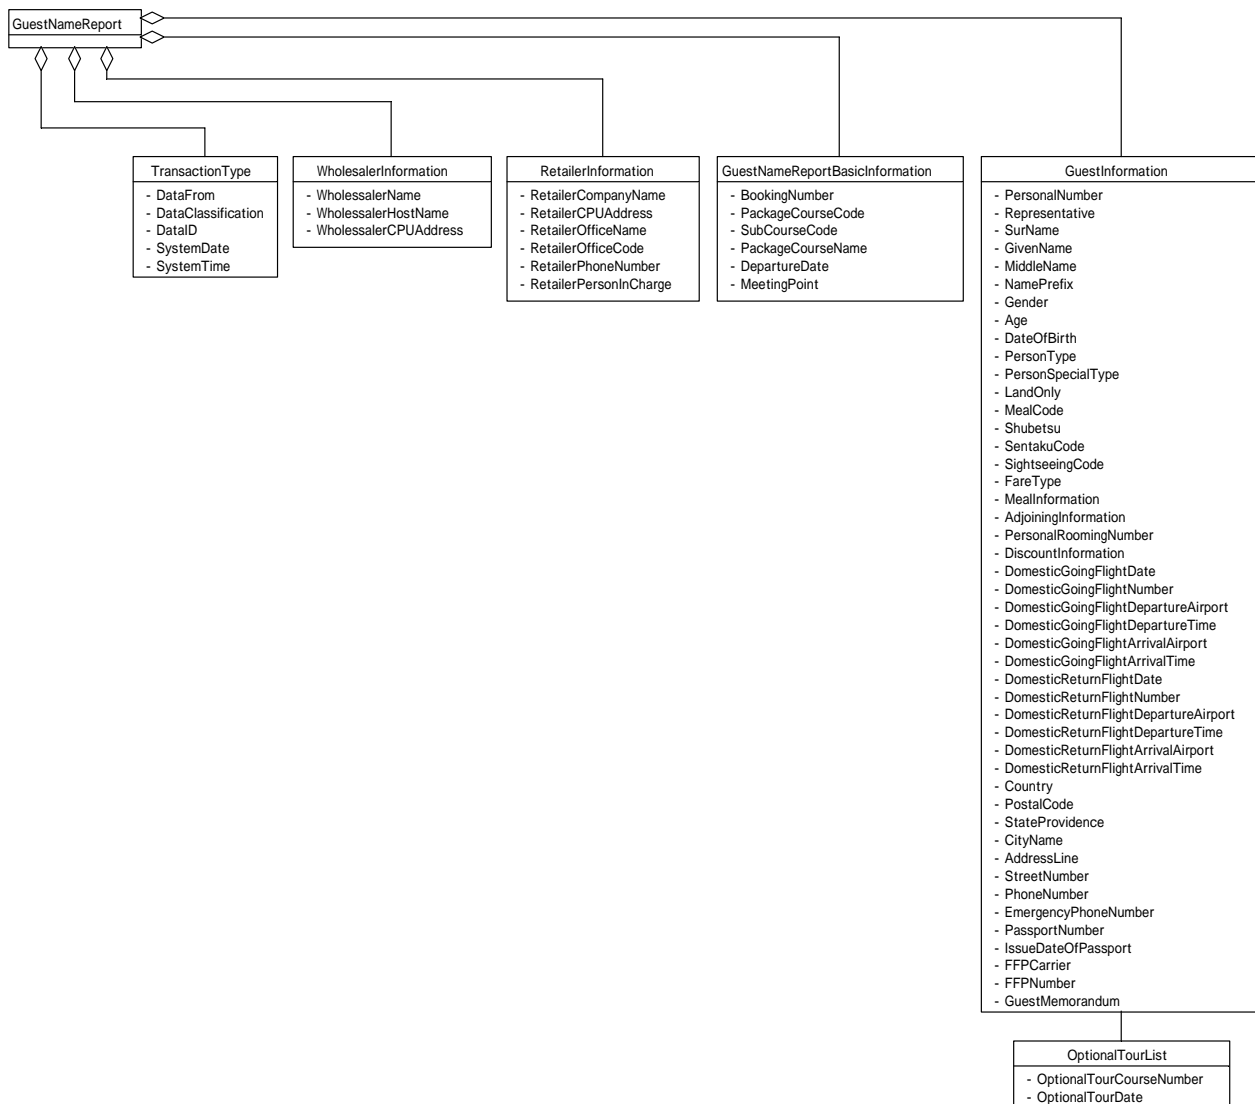 GuestNameReport
TransactionType
- DataFrom
- DataClassification
- DataID
- SystemDate
- SystemTime
WholesalerInformation
- WholessalerName
- WholessalerHostName
- WholessalerCPUAddress
RetailerInformation
- RetailerCompanyName
- RetailerCPUAddress
- RetailerOfficeName
- RetailerOfficeCode
- RetailerPhoneNumber
- RetailerPersonInCharge
GuestNameReportBasicInformation
- BookingNumber
- PackageCourseCode
- SubCourseCode
- PackageCourseName
- DepartureDate
- MeetingPoint
GuestInformation
- PersonalNumber
- Representative
- SurName
- GivenName
- MiddleName
- NamePrefix
- Gender
- Age
- DateOfBirth
- PersonType
- PersonSpecialType
- LandOnly
- MealCode
- Shubetsu
- SentakuCode
- SightseeingCode
- FareType
- MealInformation
- AdjoiningInformation
- PersonalRoomingNumber
- DiscountInformation
- DomesticGoingFlightDate
- DomesticGoingFlightNumber
- DomesticGoingFlightDepartureAirport
- DomesticGoingFlightDepartureTime
- DomesticGoingFlightArrivalAirport
- DomesticGoingFlightArrivalTime
- DomesticReturnFlightDate
- DomesticReturnFlightNumber
- DomesticReturnFlightDepartureAirport
- DomesticReturnFlightDepartureTime
- DomesticReturnFlightArrivalAirport
- DomesticReturnFlightArrivalTime
- Country
- PostalCode
- StateProvidence
- CityName
- AddressLine
- StreetNumber
- PhoneNumber
- EmergencyPhoneNumber
- PassportNumber
- IssueDateOfPassport
- FFPCarrier
- FFPNumber
- GuestMemorandum
OptionalTourList
- OptionalTourCourseNumber
- OptionalTourDate